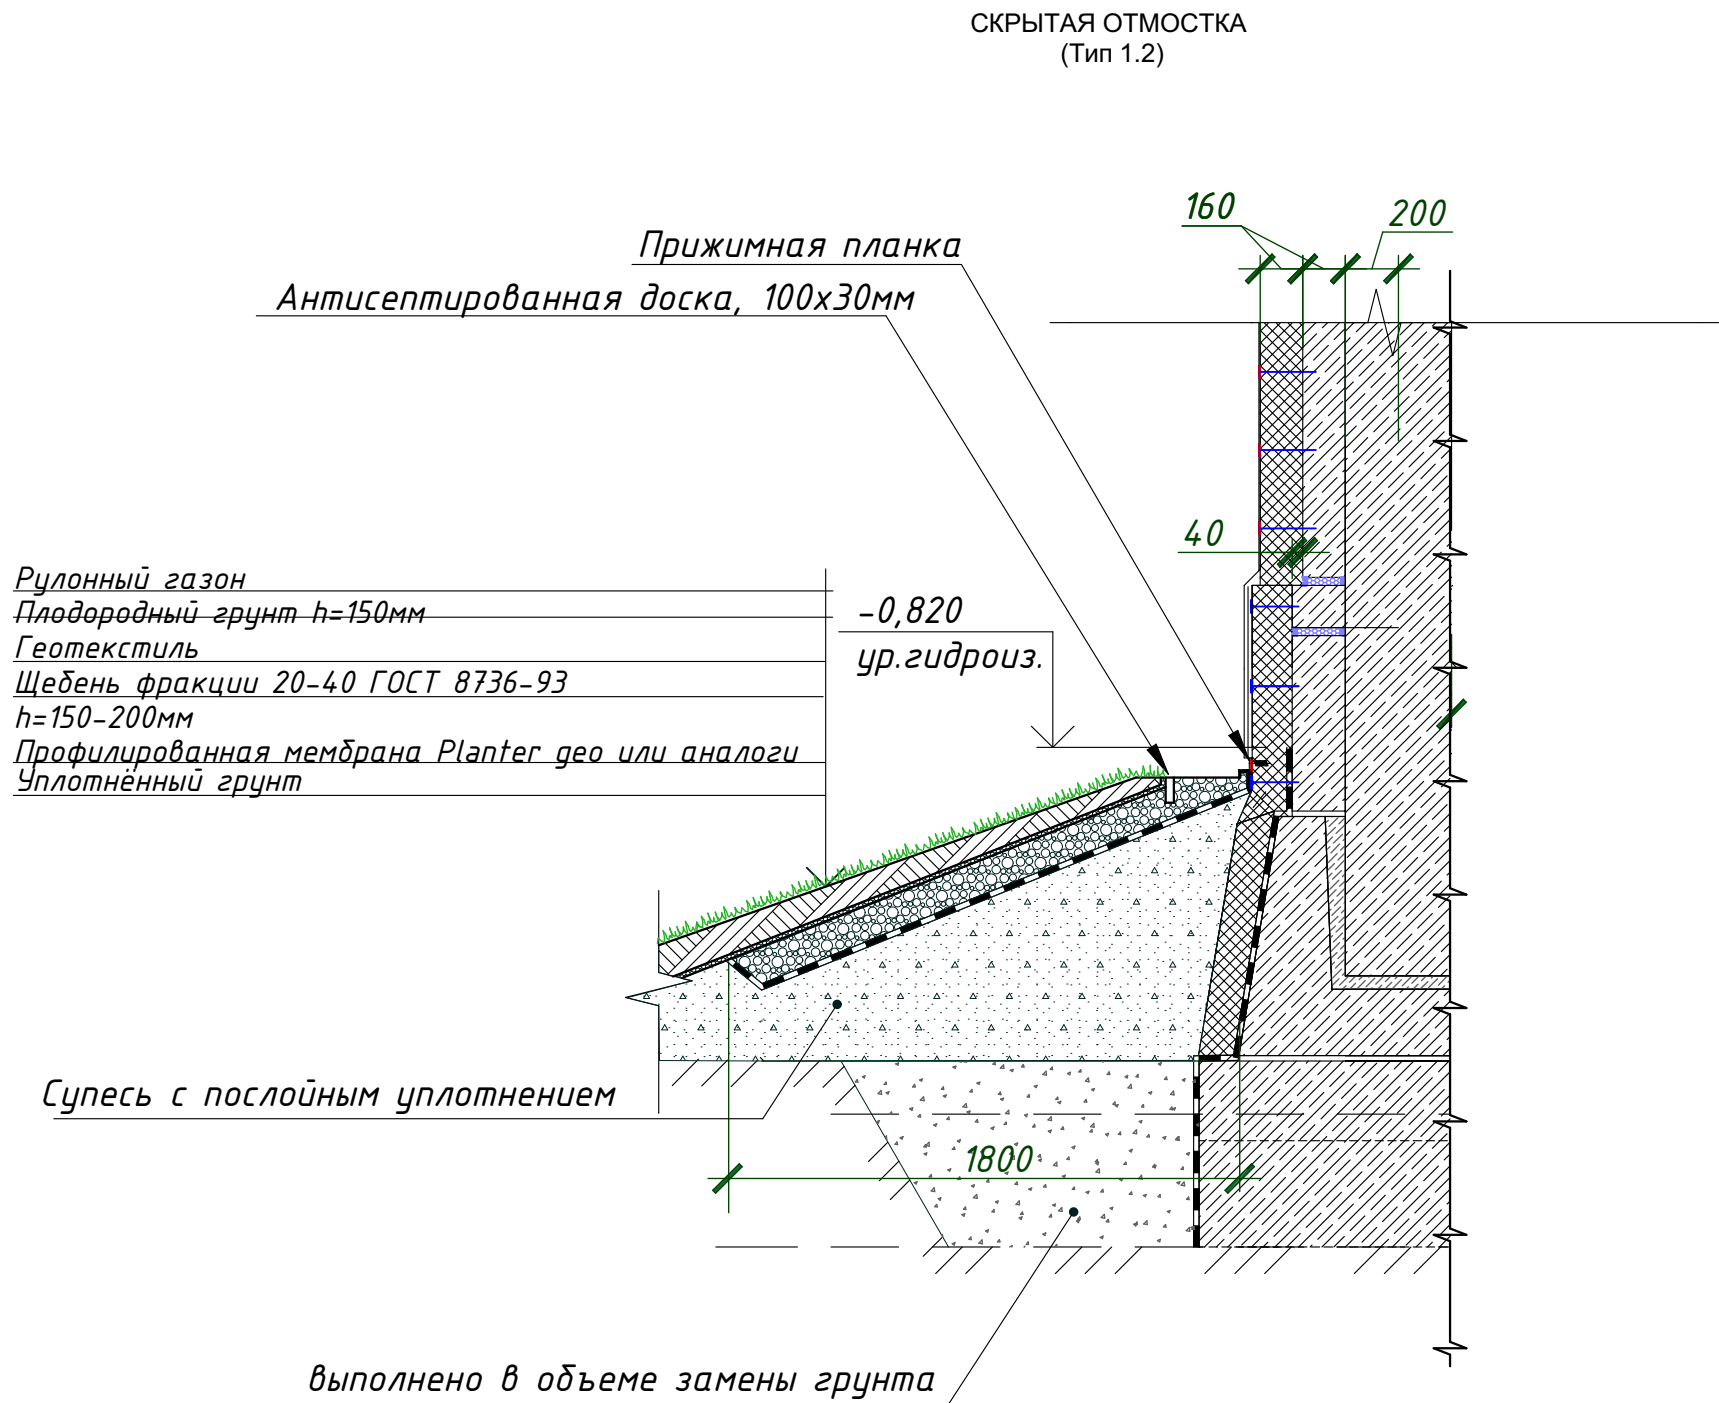 СКРЫТАЯ ОТМОСТКА
(Тип 1.2)
160
200
Прижимная планка
Антисептированная доска, 100х30мм
40
Рулонный газон
Плодородный грунт h=150мм
Геотекстиль
Щебень фракции 20-40 ГОСТ 8736-93
h=150-200мм
Профилированная мембрана Planter geo или аналоги
Уплотнённый грунт
-0,820
ур.гидроиз.
Супесь с послойным уплотнением
1800
выполнено в объеме замены грунта